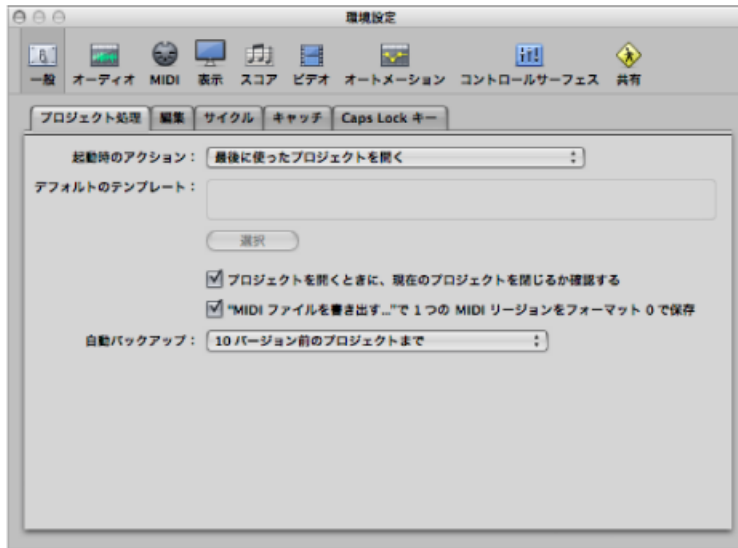 環境設定
一般 オーディオ MIDI 表示 スコア ビデオ オートメーション コントロールサーフェス 共有
プロジェクト処理 編集 サイクル キャッチ Caps Lock キー
起動時のアクション： 最後に使ったプロジェクトを開く
デフォルトのテンプレート：
選択
プロジェクトを開くときに、現在のプロジェクトを閉じるか確認する
"MIDI ファイルを書き出す..."で 1 つの MIDI リージョンをフォーマット 0 で保存
自動バックアップ： 10 バージョン前のプロジェクトまで